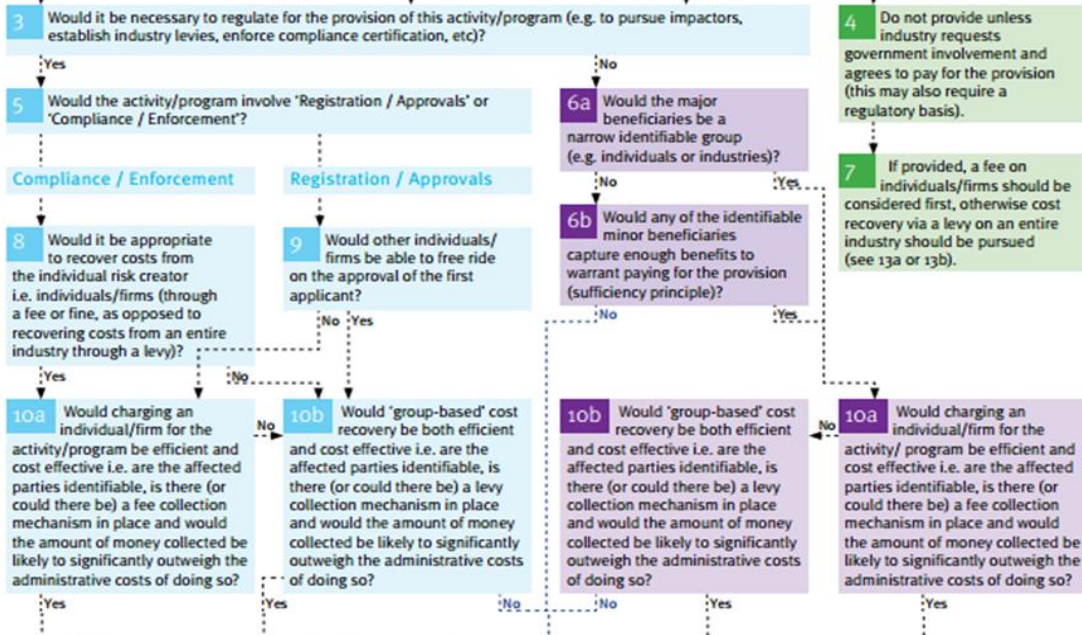 3 Would it be necessary to regulate for the provision of this activity/program (e.g. to pursue impactors,
establish industry levies, enforce compliance certification, etc)?
Yes
No
4 Do not provide unless
industry requests
government involvement and
agrees to pay for the provision
(this may also require a
regulatory basis).
5 Would the activity/program involve 'Registration / Approvals' or
'Compliance / Enforcement'?
6a Would the major
beneficiaries be a
narrow identifiable group
(e.g. individuals or industries)?
No
Yes
7 If provided, a fee on
individuals/firms should be
considered first, otherwise cost
recovery via a levy on an entire
industry should be pursued
(see 13a or 13b).
Compliance / Enforcement
Registration / Approvals
8 Would it be appropriate
to recover costs from
the individual risk creator
i.e. individuals/firms (through
a fee or fine, as opposed to
recovering costs from an entire
industry through a levy)?
Yes
No
9 Would other individuals/
firms be able to free ride
on the approval of the first
applicant?
No
Yes
6b Would any of the identifiable
minor beneficiaries
capture enough benefits to
warrant paying for the provision
(sufficiency principle)?
No
Yes
10a Would charging an
individual/firm for the
activity/program be efficient and
cost effective i.e. are the affected
parties identifiable, is there (or
could there be) a fee collection
mechanism in place and would
the amount of money collected be
likely to significantly outweigh the
administrative costs of doing so?
No
Yes
10b Would 'group-based' cost
recovery be both efficient
and cost effective i.e. are the
affected parties identifiable, is
there (or could there be) a levy
collection mechanism in place
and would the amount of money
collected be likely to significantly
outweigh the administrative costs
of doing so?
Yes
No
10b Would 'group-based' cost
recovery be both efficient
and cost effective i.e. are the
affected parties identifiable, is
there (or could there be) a levy
collection mechanism in place
and would the amount of money
collected be likely to significantly
outweigh the administrative costs
of doing so?
No
Yes
No
10a Would charging an
individual/firm for the
activity/ program be efficient and
cost effective i.e. are the affected
parties identifiable, is there (or
could there be) a fee collection
mechanism in place and would
the amount of money collected be
likely to significantly outweigh the
administrative costs of doing so?
Yes